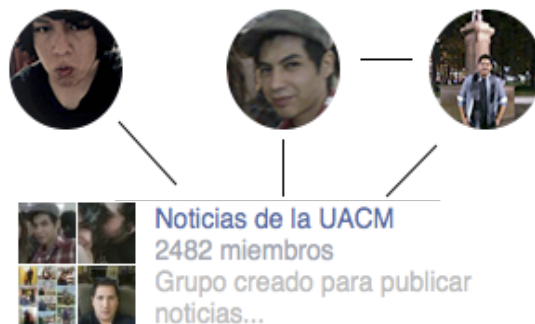 Noticias de la UACM
2482 miembros
Grupo creado para publicar
noticias...